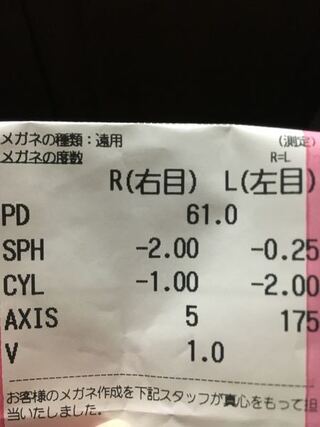 メガネの種類：遠用 (測定)
メガネの度数 R=L
R(右目) L(左目)
PD 61.0
SPH -2.00 -0.25
CYL -1.00 -2.00
AXIS 5 175
V 1.0
お客様のメガネ作成を下記スタッフが真心をもって担
当いたしました。